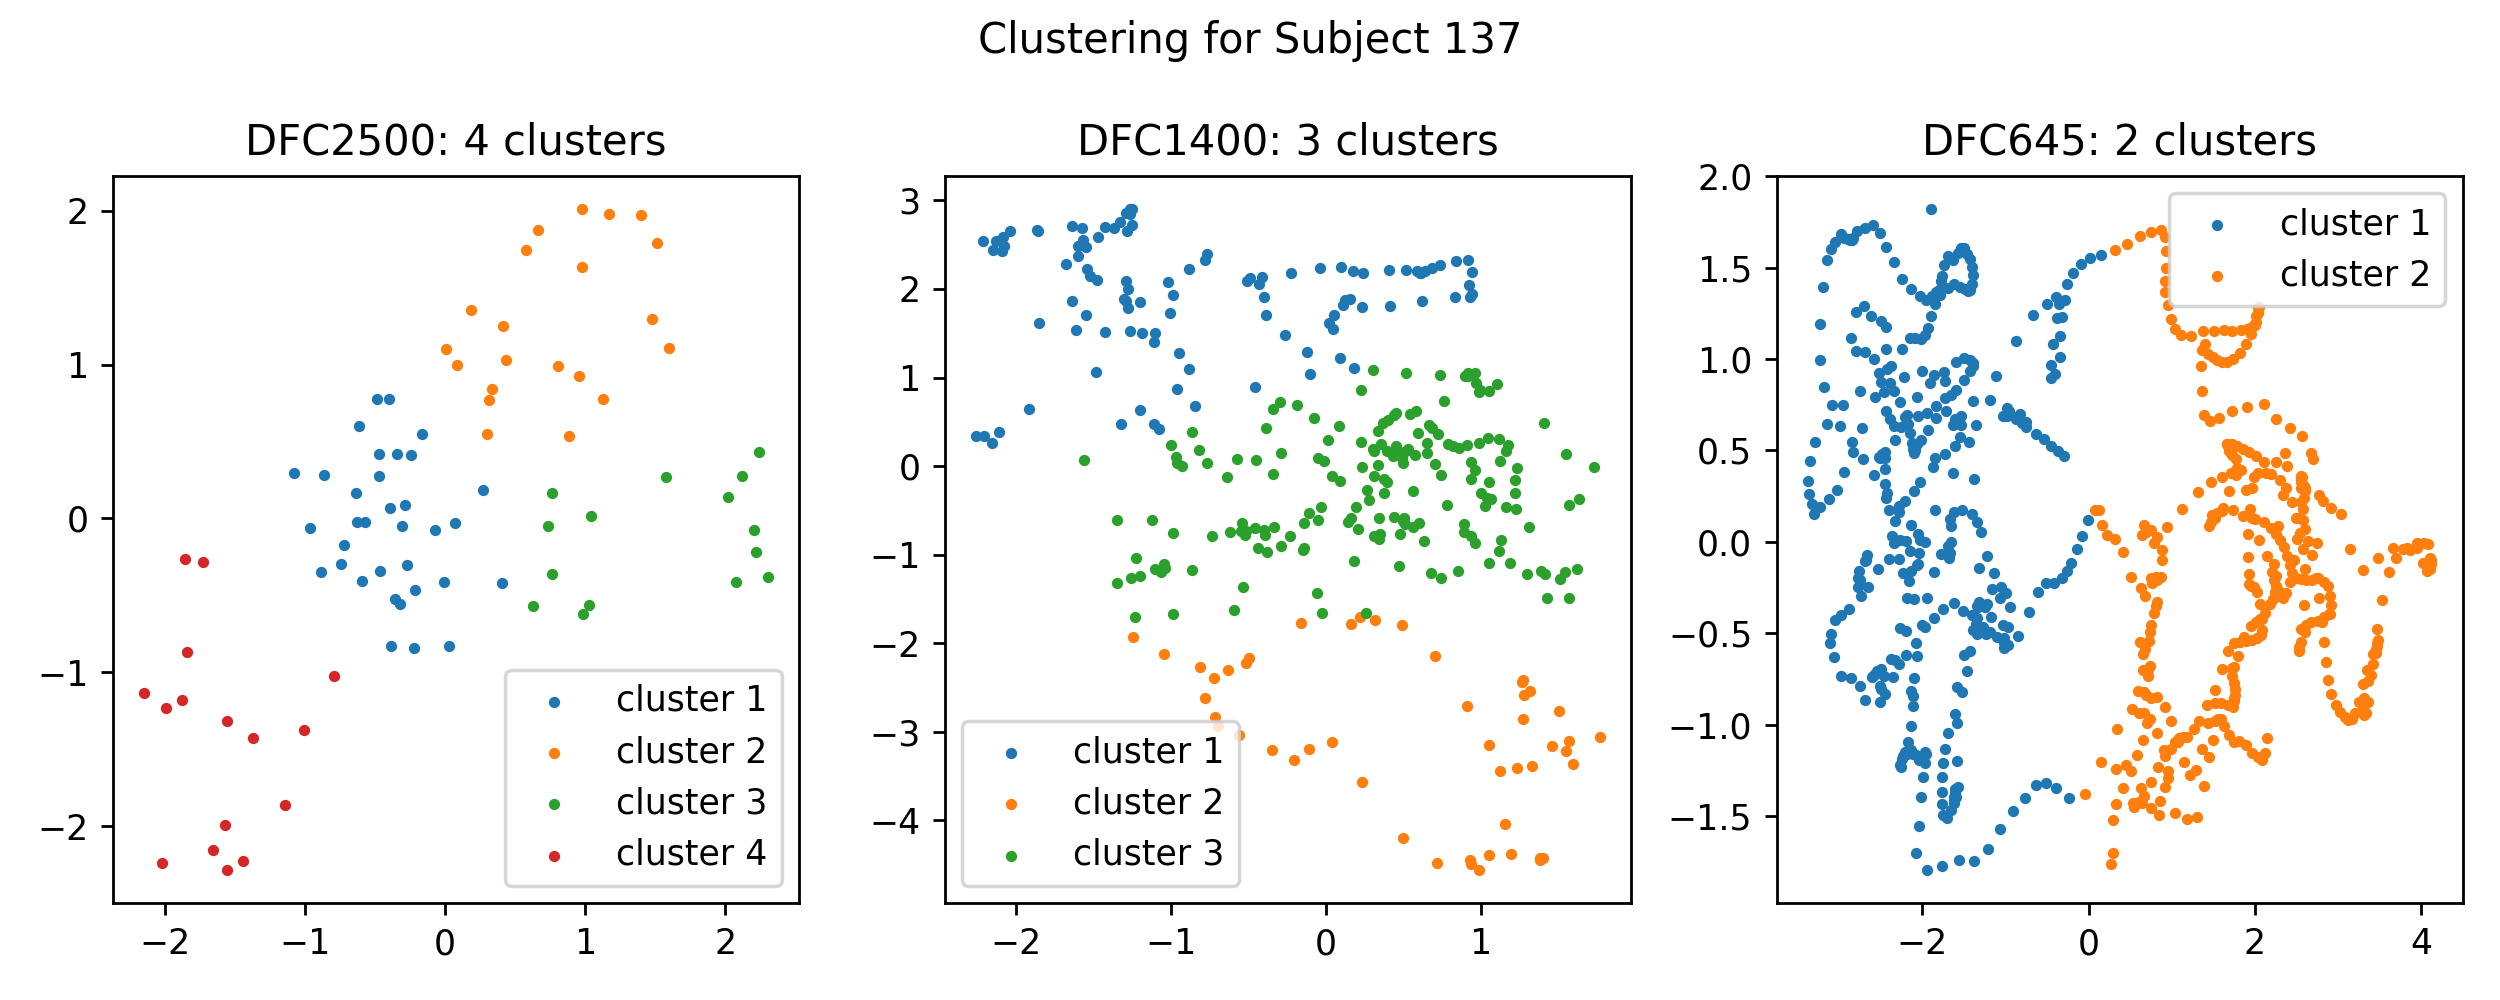 Clustering for Subject 137
DFC2500: 4 clusters
2
1
0
−1
−2
−2
−1
0
1
2
cluster 1
cluster 2
cluster 3
cluster 4
DFC1400: 3 clusters
3
2
1
0
−1
−2
−3
−4
−2
−1
0
1
cluster 1
cluster 2
cluster 3
DFC645: 2 clusters
2.0
1.5
1.0
0.5
0.0
−0.5
−1.0
−1.5
−2
0
2
4
cluster 1
cluster 2